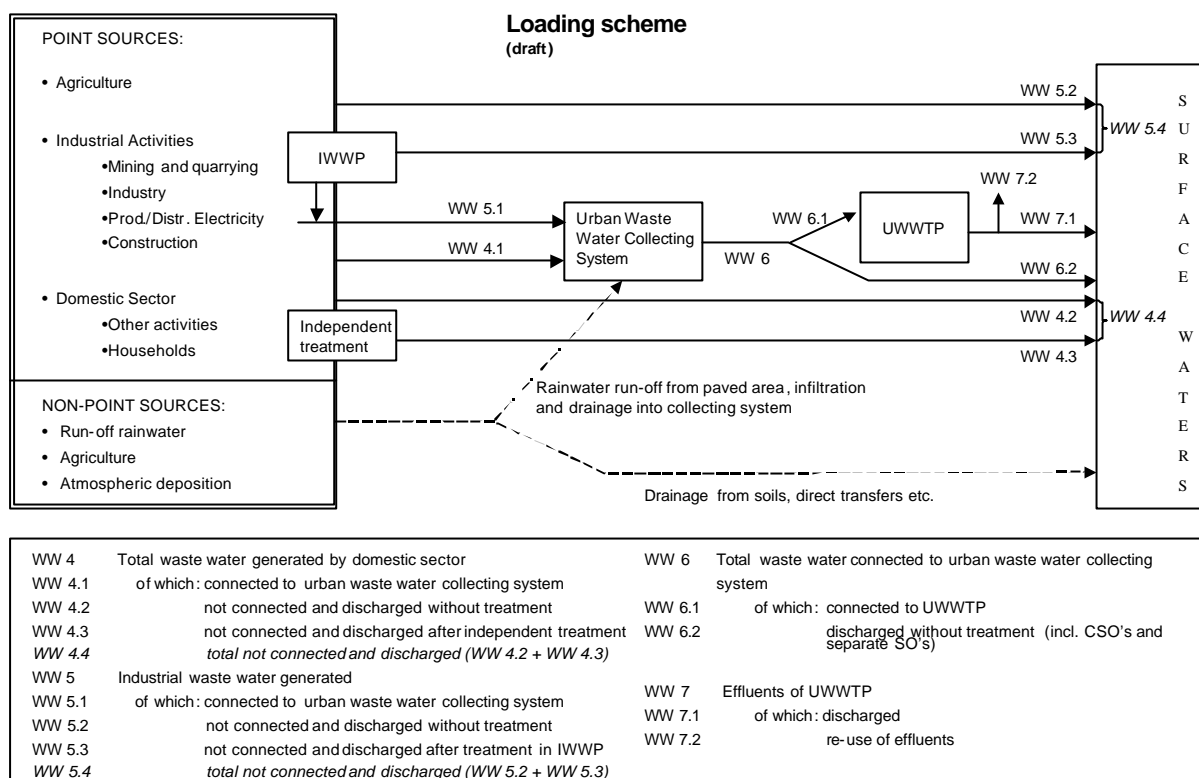 Loading scheme
(draft)
POINT SOURCES:
• Agriculture
• Industrial Activities
•Mining and quarrying
•Industry
•Prod./Distr. Electricity
•Construction
• Domestic Sector
•Other activities
•Households
NON-POINT SOURCES:
• Run-off rainwater
• Agriculture
• Atmospheric deposition
IWWP
Independent
treatment
WW 5.2
WW 5.3
WW 5.4
WW 5.1
WW 4.1
Urban Waste
Water Collecting
System
WW 6
WW 6.1
UWWTP
WW 7.2
WW 7.1
WW 6.2
WW 4.2
WW 4.4
WW 4.3
Rainwater run-off from paved area, infiltration
and drainage into collecting system
Drainage from soils, direct transfers etc.
SURFACE WATERS
WW 4 Total waste water generated by domestic sector
WW 4.1 of which: connected to urban waste water collecting system
WW 4.2 not connected and discharged without treatment
WW 4.3 not connected and discharged after independent treatment
WW 4.4 total not connected and discharged (WW 4.2 + WW 4.3)
WW 5 Industrial waste water generated
WW 5.1 of which: connected to urban waste water collecting system
WW 5.2 not connected and discharged without treatment
WW 5.3 not connected and discharged after treatment in IWWP
WW 5.4 total not connected and discharged (WW 5.2 + WW 5.3)
WW 6 Total waste water connected to urban waste water collecting
system
WW 6.1 of which: connected to UWWTP
WW 6.2 discharged without treatment (incl. CSO's and
separate SO's)
WW 7 Effluents of UWWTP
WW 7.1 of which: discharged
WW 7.2 re-use of effluents